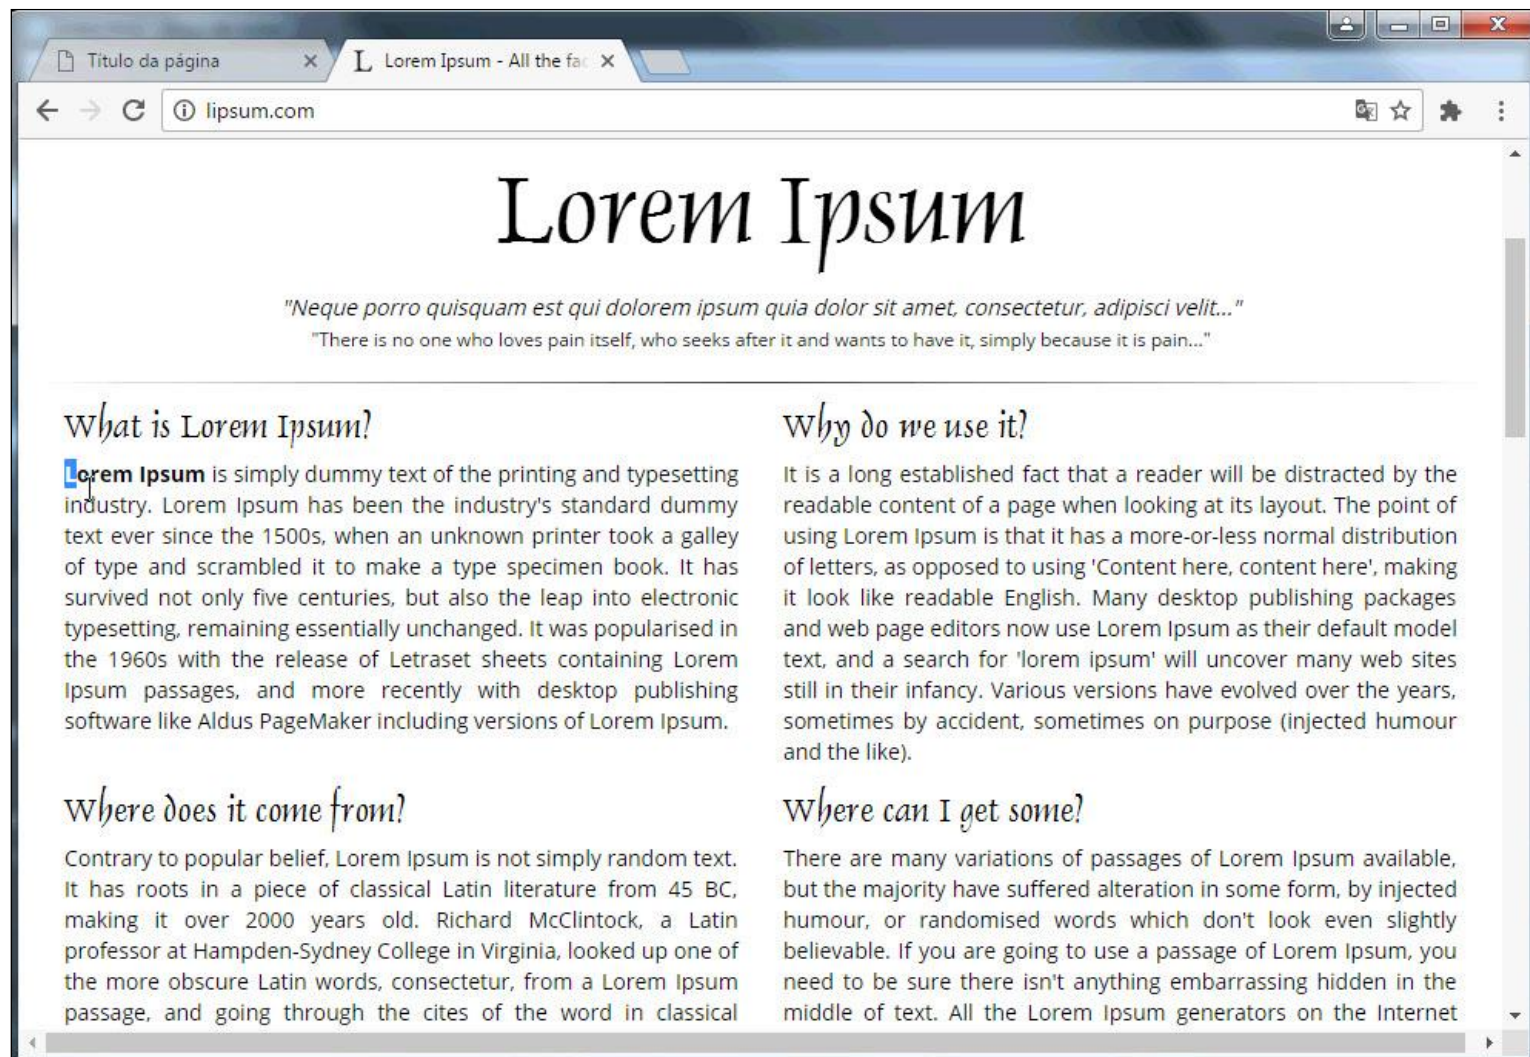 Título da página
Lorem Ipsum - All the fac
lipsum.com
Lorem Ipsum
"Neque porro quisquam est qui dolorem ipsum quia dolor sit amet, consectetur, adipisci velit..."
"There is no one who loves pain itself, who seeks after it and wants to have it, simply because it is pain..."
What is Lorem Ipsum?
Lorem Ipsum is simply dummy text of the printing and typesetting
industry. Lorem Ipsum has been the industry's standard dummy
text ever since the 1500s, when an unknown printer took a galley
of type and scrambled it to make a type specimen book. It has
survived not only five centuries, but also the leap into electronic
typesetting, remaining essentially unchanged. It was popularised in
the 1960s with the release of Letraset sheets containing Lorem
Ipsum passages, and more recently with desktop publishing
software like Aldus PageMaker including versions of Lorem Ipsum.
Why do we use it?
It is a long established fact that a reader will be distracted by the
readable content of a page when looking at its layout. The point of
using Lorem Ipsum is that it has a more-or-less normal distribution
of letters, as opposed to using 'Content here, content here', making
it look like readable English. Many desktop publishing packages
and web page editors now use Lorem Ipsum as their default model
text, and a search for 'lorem ipsum' will uncover many web sites
still in their infancy. Various versions have evolved over the years,
sometimes by accident, sometimes on purpose (injected humour
and the like).
Where does it come from?
Contrary to popular belief, Lorem Ipsum is not simply random text.
It has roots in a piece of classical Latin literature from 45 BC,
making it over 2000 years old. Richard McClintock, a Latin
professor at Hampden-Sydney College in Virginia, looked up one of
the more obscure Latin words, consectetur, from a Lorem Ipsum
passage, and going through the cites of the word in classical
Where can I get some?
There are many variations of passages of Lorem Ipsum available,
but the majority have suffered alteration in some form, by injected
humour, or randomised words which don't look even slightly
believable. If you are going to use a passage of Lorem Ipsum, you
need to be sure there isn't anything embarrassing hidden in the
middle of text. All the Lorem Ipsum generators on the Internet